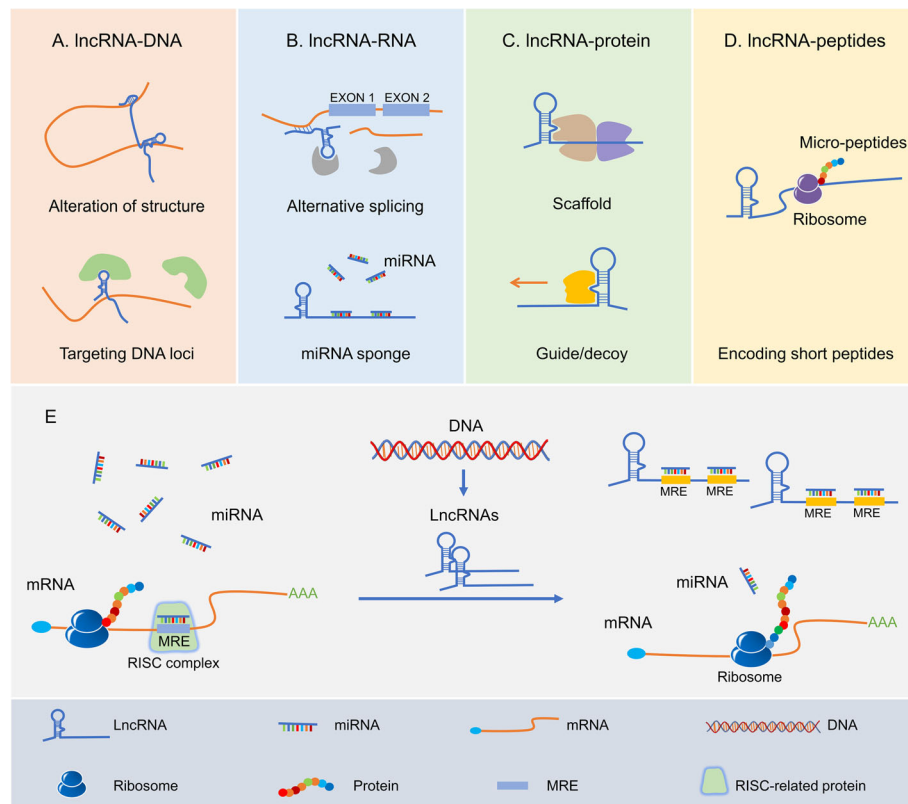 A. lncRNA-DNA
Alteration of structure
Targeting DNA loci
B. lncRNA-RNA
EXON 1 EXON 2
Alternative splicing
miRNA
miRNA sponge
C. lncRNA-protein
Scaffold
Guide/decoy
D. lncRNA-peptides
Micro-peptides
Ribosome
Encoding short peptides
E
miRNA
mRNA
AAA
MRE
RISC complex
DNA
LncRNAs
MRE MRE
MRE MRE
miRNA
mRNA
AAA
Ribosome
LncRNA
miRNA
mRNA
DNA
Ribosome
Protein
MRE
RISC-related protein